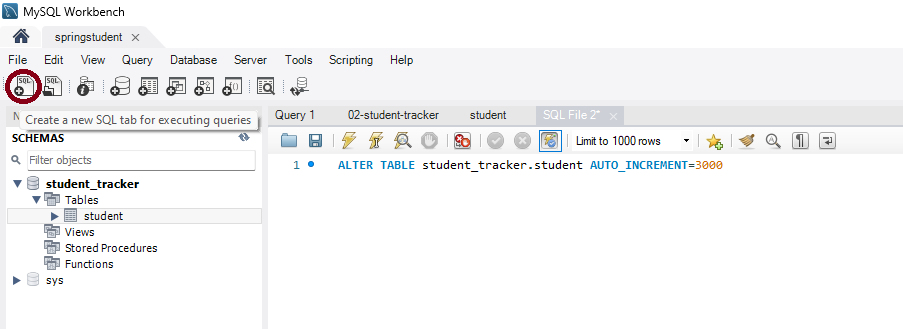 MySQL Workbench
springstudent
File Edit View Query Database Server Tools Scripting Help
SQL SQL
Create a new SQL tab for executing queries
Query 1 02-student-tracker student SQL File 2*
SCHEMAS
Limit to 1000 rows
Filter objects
1 ALTER TABLE student_tracker.student AUTO_INCREMENT=3000
student_tracker
Tables
student
Views
Stored Procedures
Functions
sys